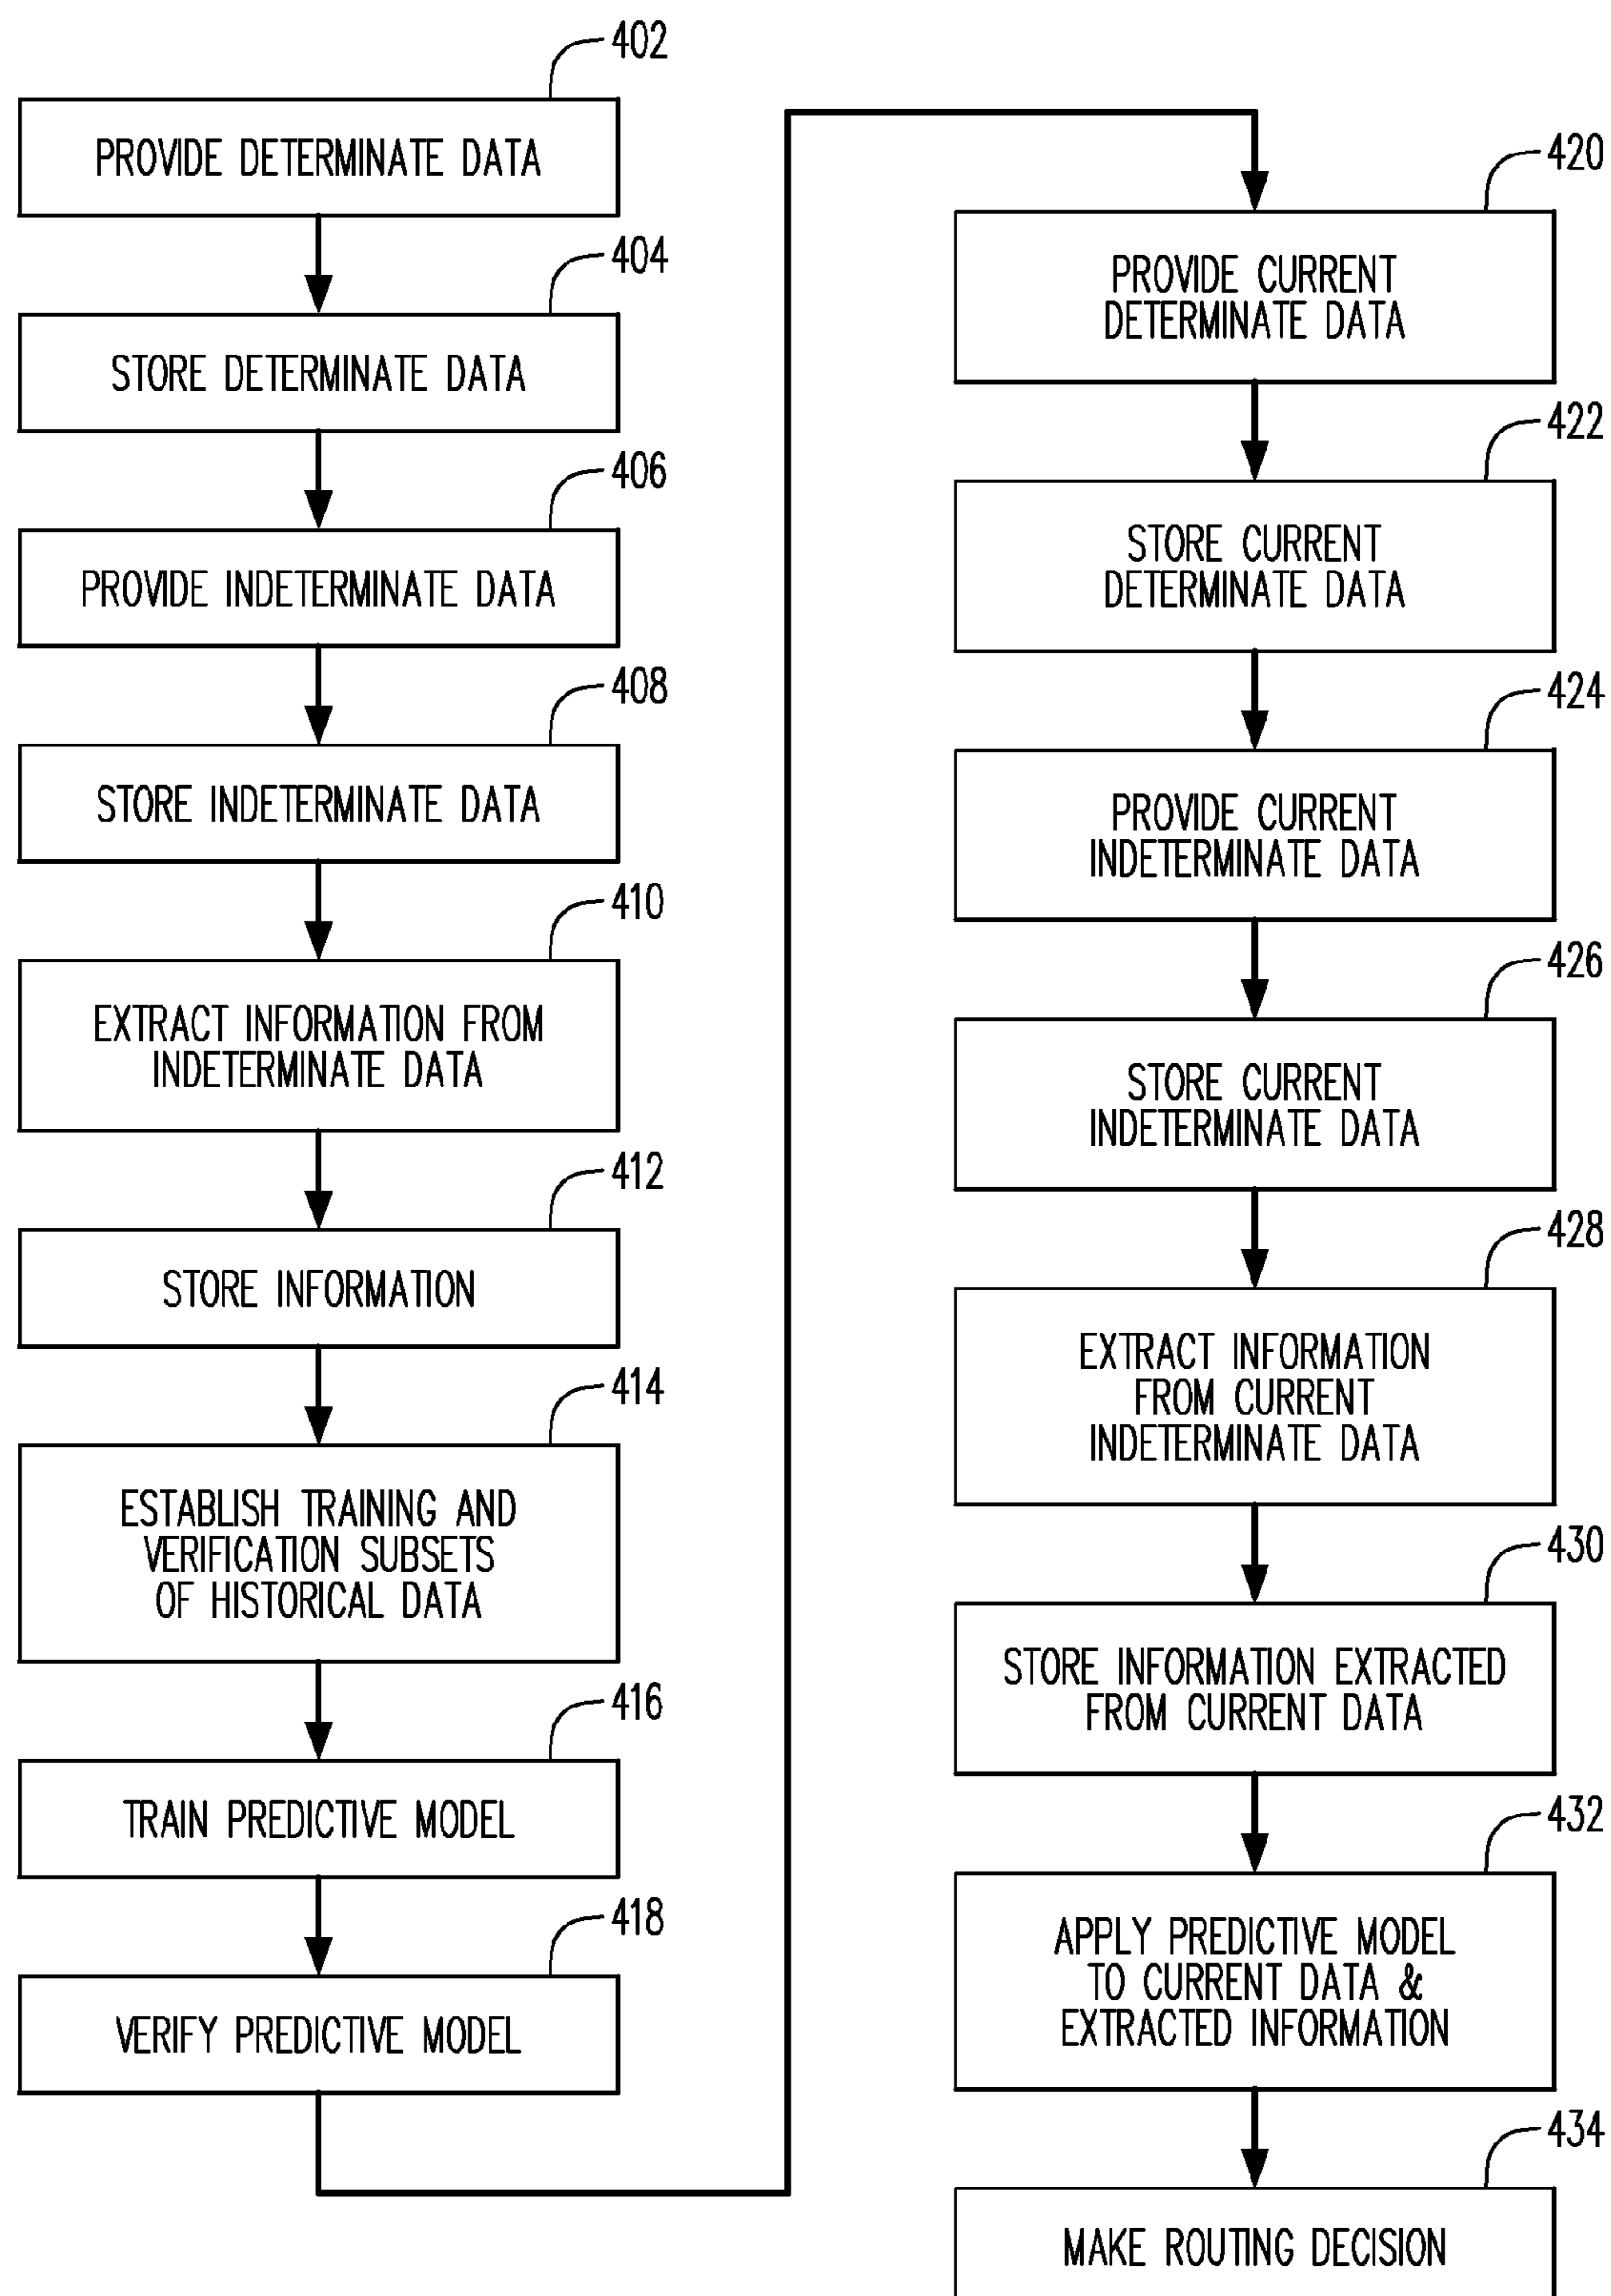 402
PROVIDE DETERMINATE DATA
404
STORE DETERMINATE DATA
406
PROVIDE INDETERMINATE DATA
408
STORE INDETERMINATE DATA
410
EXTRACT INFORMATION FROM
INDETERMINATE DATA
412
STORE INFORMATION
414
ESTABLISH TRAINING AND
VERIFICATION SUBSETS
OF HISTORICAL DATA
416
TRAIN PREDICTIVE MODEL
418
VERIFY PREDICTIVE MODEL
420
PROVIDE CURRENT
DETERMINATE DATA
422
STORE CURRENT
DETERMINATE DATA
424
PROVIDE CURRENT
INDETERMINATE DATA
426
STORE CURRENT
INDETERMINATE DATA
428
EXTRACT INFORMATION
FROM CURRENT
INDETERMINATE DATA
430
STORE INFORMATION EXTRACTED
FROM CURRENT DATA
432
APPLY PREDICTIVE MODEL
TO CURRENT DATA &
EXTRACTED INFORMATION
434
MAKE ROUTING DECISION